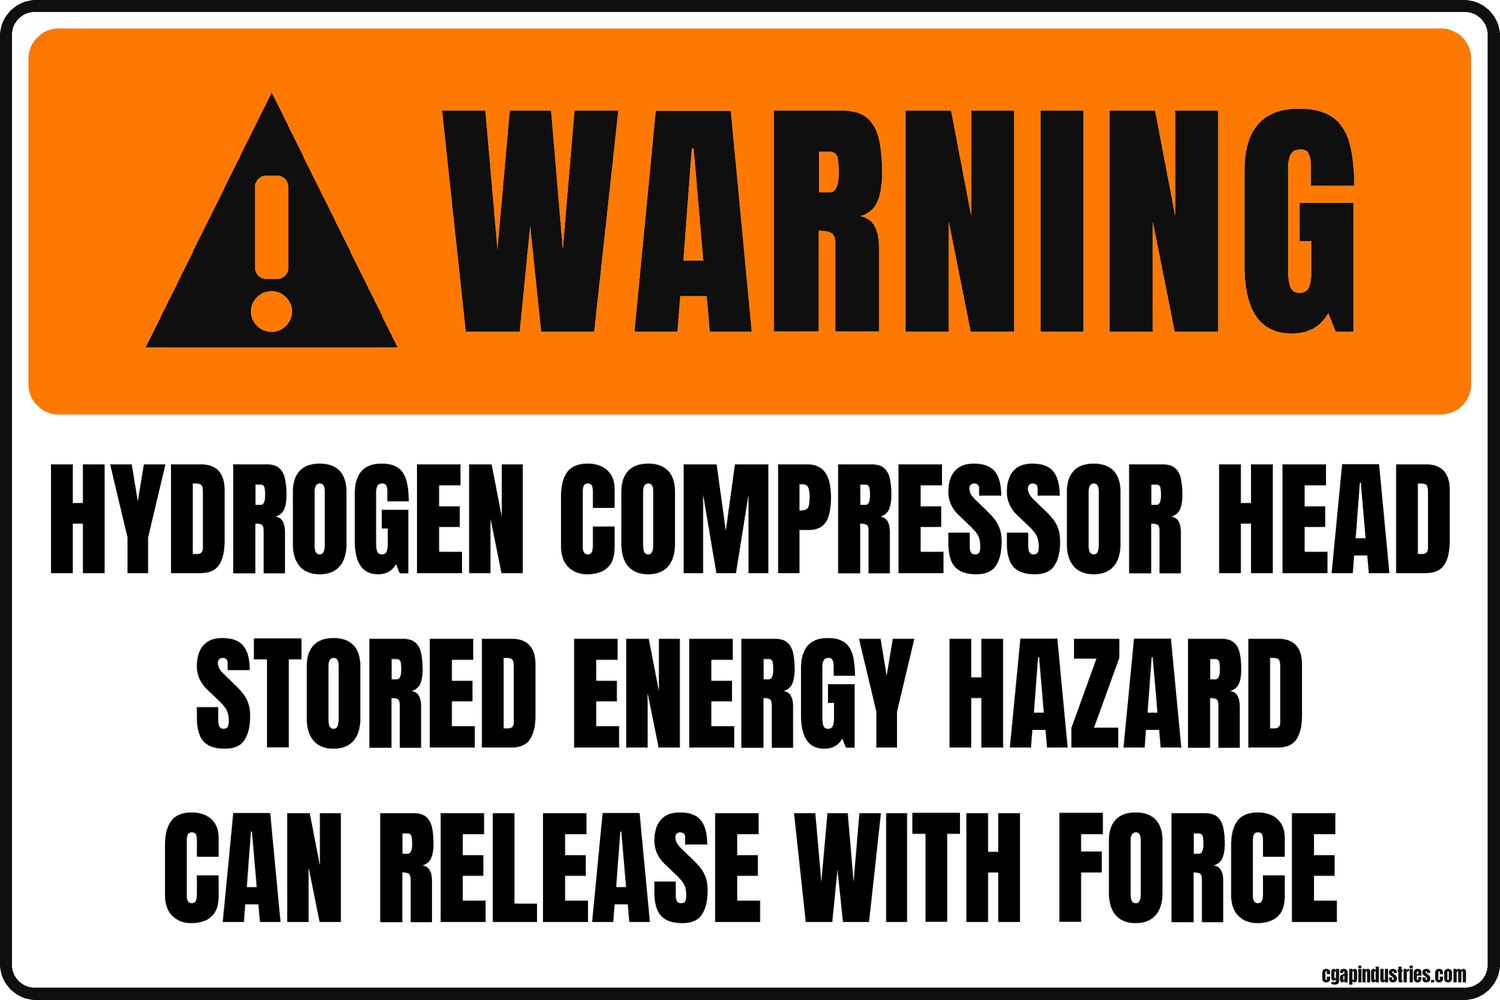 WARNING
HYDROGEN COMPRESSOR HEAD
STORED ENERGY HAZARD
CAN RELEASE WITH FORCE
cgapindustries.com